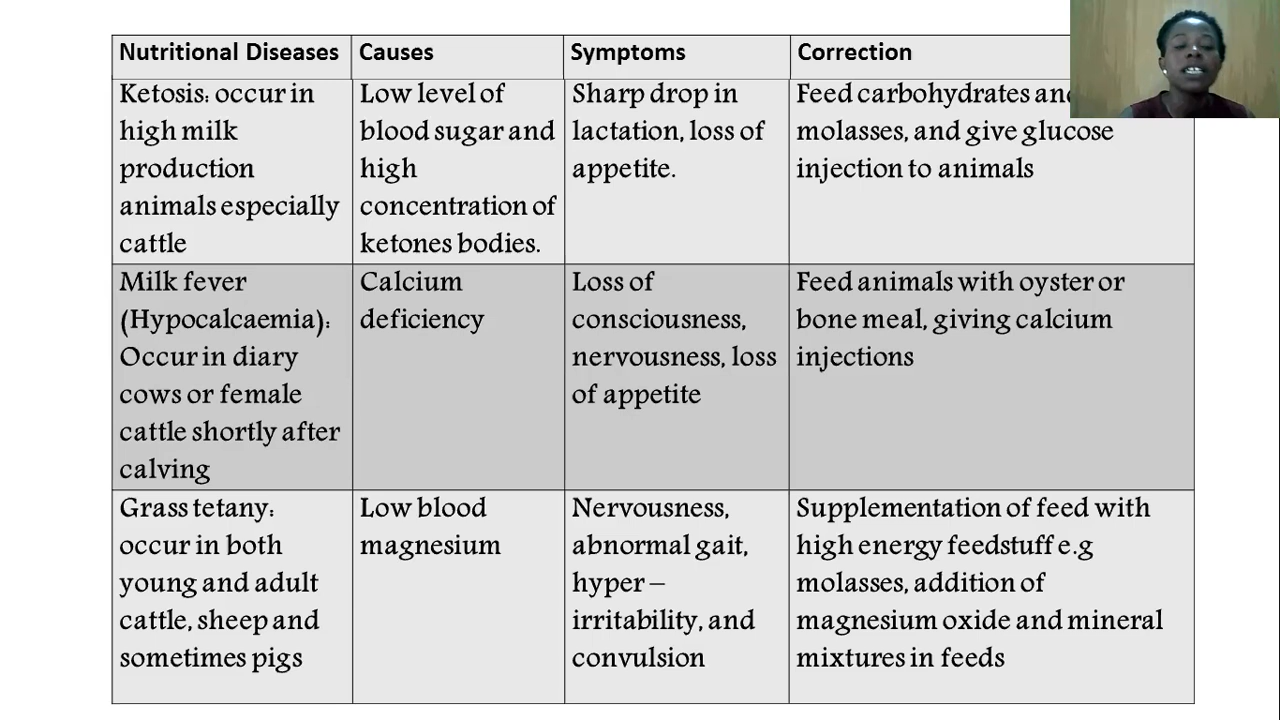 Nutritional Diseases
Causes
Symptoms
Correction
Ketosis: occur in
high milk
production
animals especially
cattle
Low level of
blood sugar and
high
concentration of
ketones bodies.
Sharp drop in
lactation, loss of
appetite.
Feed carbohydrates and
molasses, and give glucose
injection to animals
Milk fever
(Hypocalcaemia):
Occur in diary
cows or female
cattle shortly after
calving
Calcium
deficiency
Loss of
consciousness,
nervousness, loss
of appetite
Feed animals with oyster or
bone meal, giving calcium
injections
Grass tetany:
occur in both
young and adult
cattle, sheep and
sometimes pigs
Low blood
magnesium
Nervousness,
abnormal gait,
hyper –
irritability, and
convulsion
Supplementation of feed with
high energy feedstuff e.g
molasses, addition of
magnesium oxide and mineral
mixtures in feeds